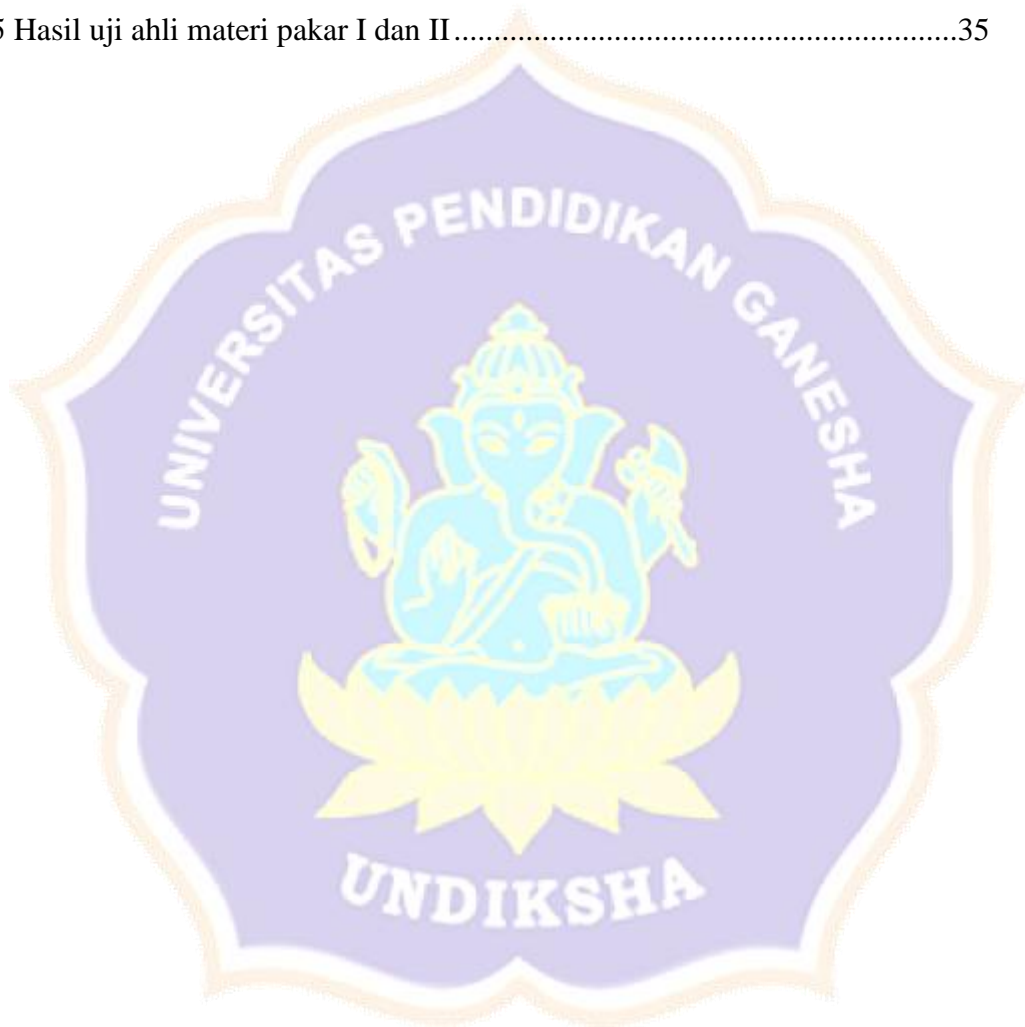 5 Hasil uji ahli materi pakar I dan II..............................................................35
UNIVERSITAS PENDIDIKAN GANESHA
UNDIKSHA